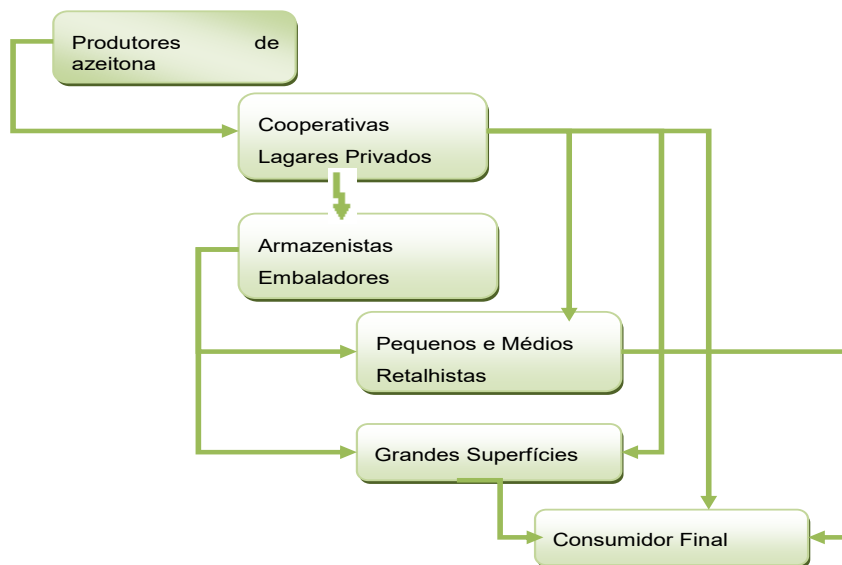 Produtores de
azeitona
Cooperativas
Lagares Privados
Armazenistas
Embaladores
Pequenos e Médios
Retalhistas
Grandes Superfícies
Consumidor Final